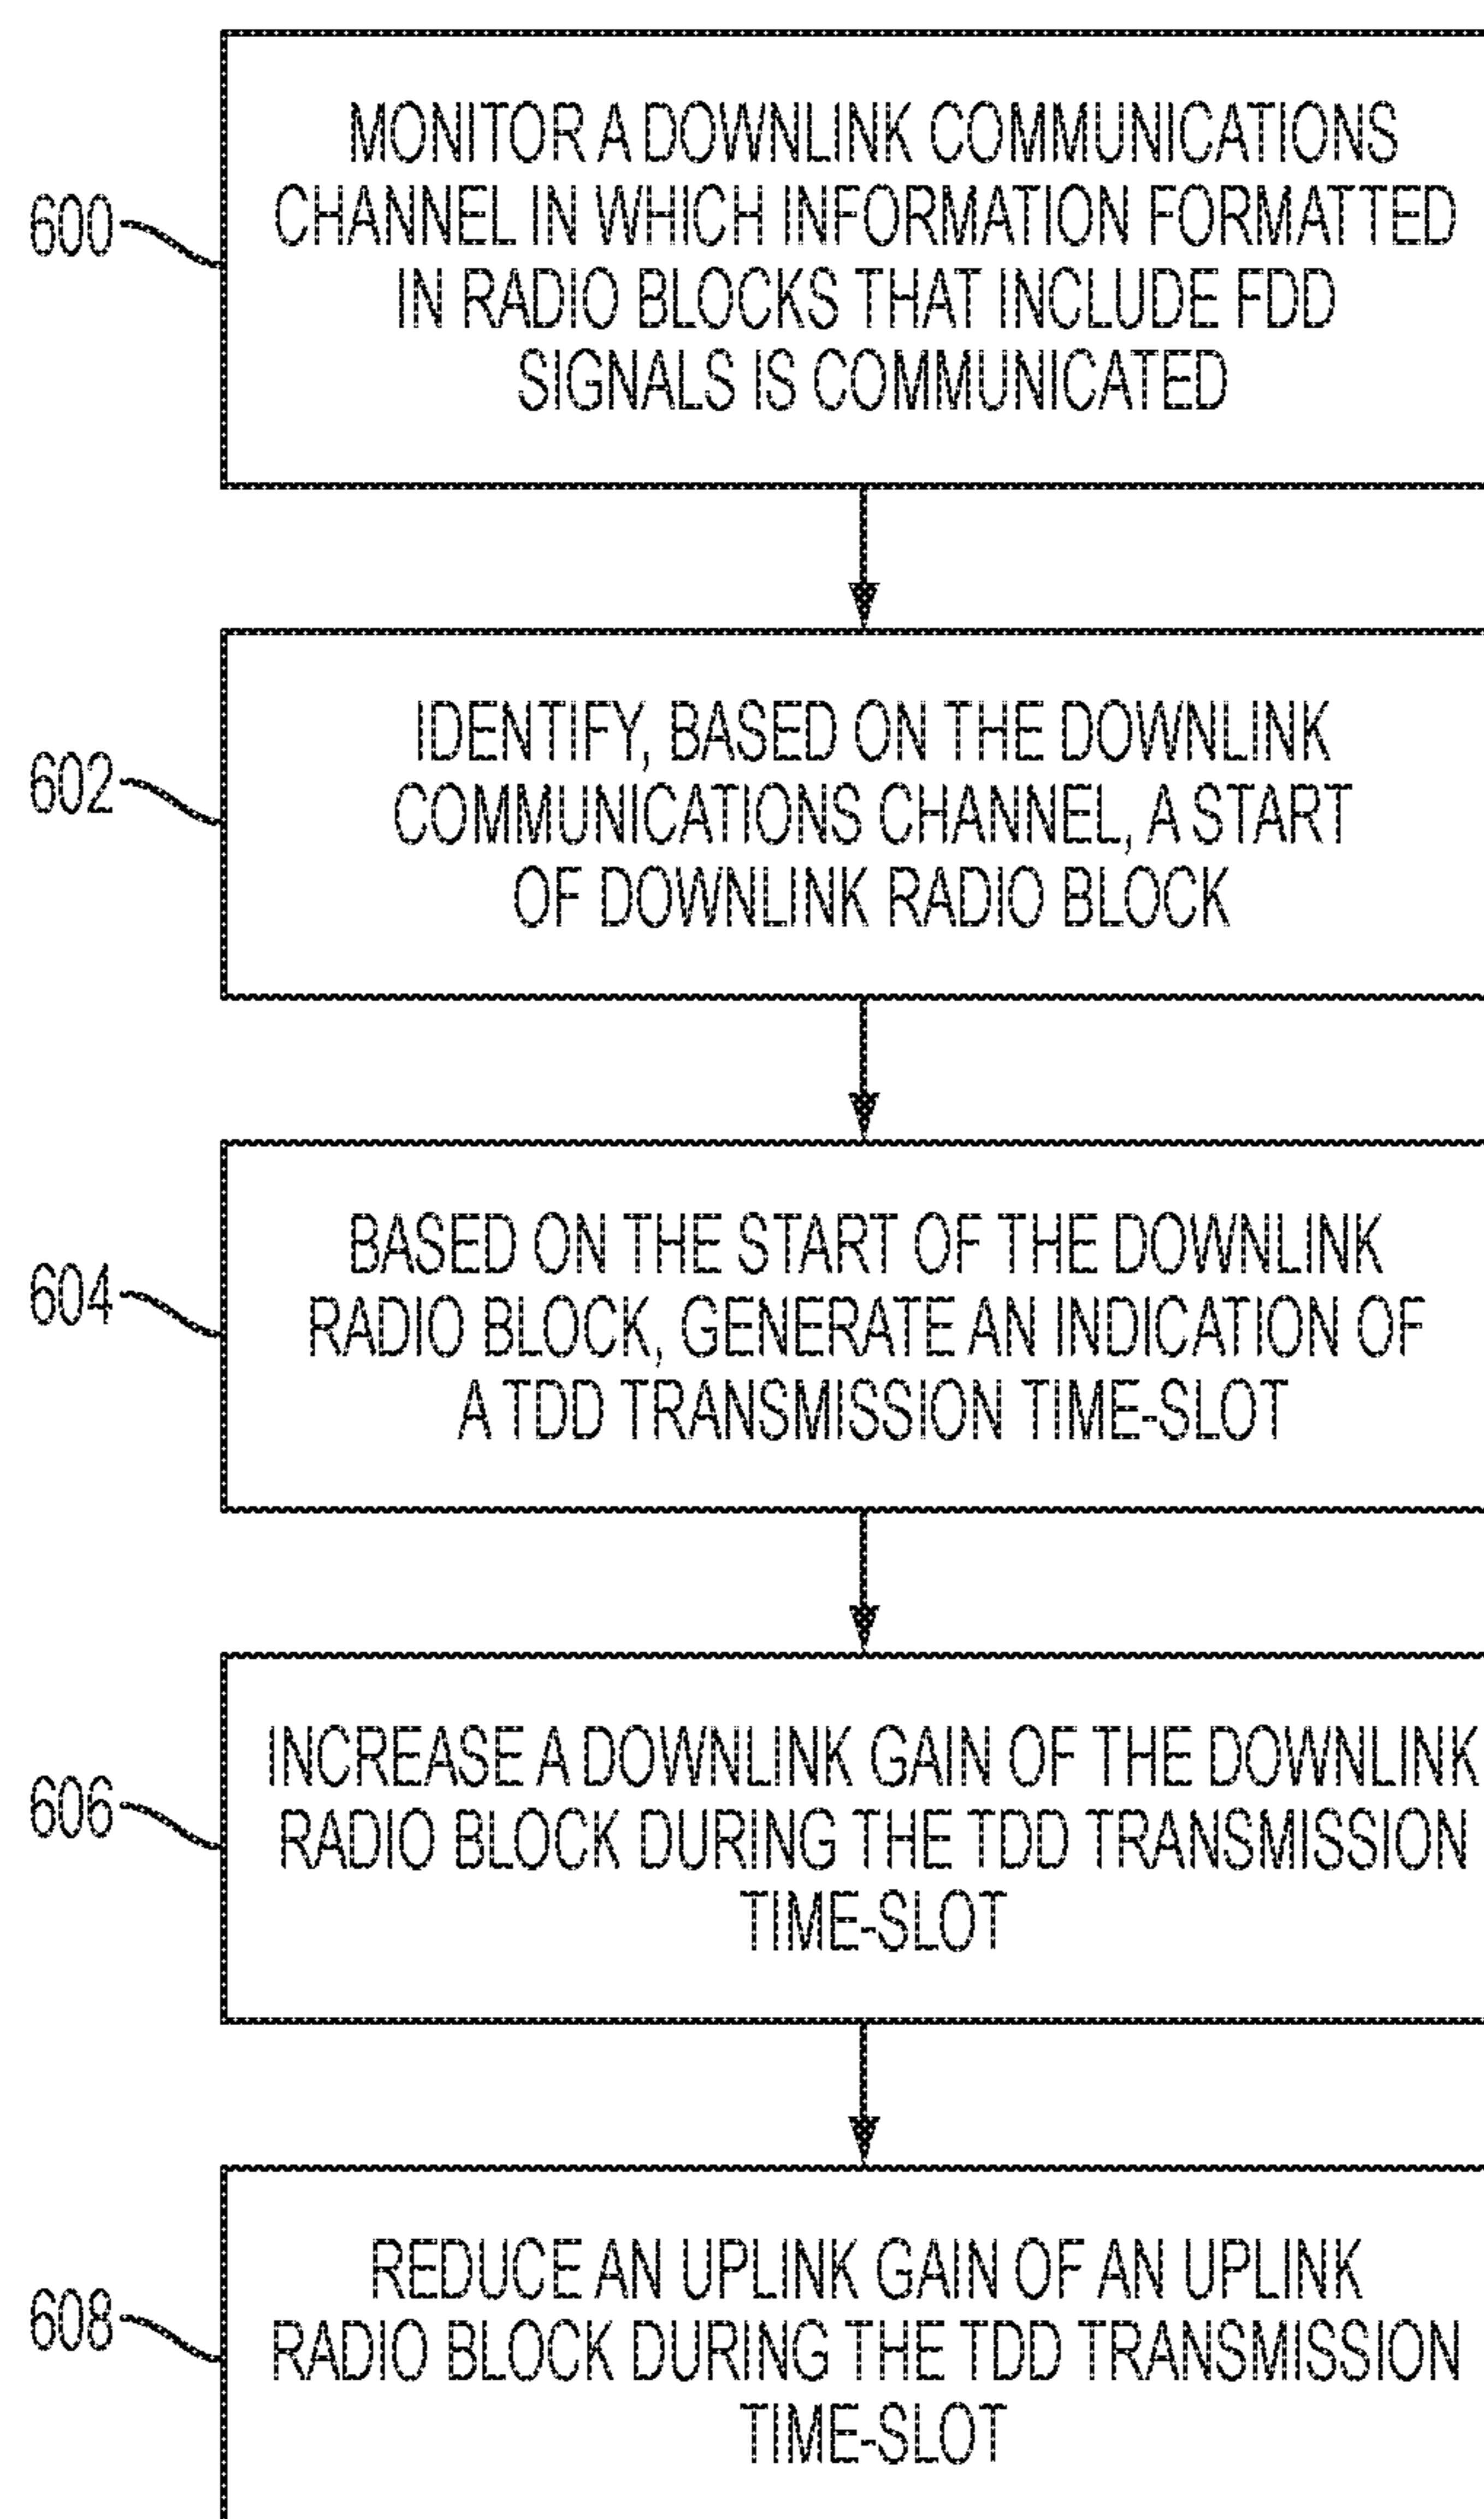 600
MONITOR A DOWNLINK COMMUNICATIONS
CHANNEL IN WHICH INFORMATION FORMATTED
IN RADIO BLOCKS THAT INCLUDE FDD
SIGNALS IS COMMUNICATED
602
IDENTIFY, BASED ON THE DOWNLINK
COMMUNICATIONS CHANNEL, A START
OF DOWNLINK RADIO BLOCK
604
BASED ON THE START OF THE DOWNLINK
RADIO BLOCK, GENERATE AN INDICATION OF
A TDD TRANSMISSION TIME-SLOT
606
INCREASE A DOWNLINK GAIN OF THE DOWNLINK
RADIO BLOCK DURING THE TDD TRANSMISSION
TIME-SLOT
608
REDUCE AN UPLINK GAIN OF AN UPLINK
RADIO BLOCK DURING THE TDD TRANSMISSION
TIME-SLOT